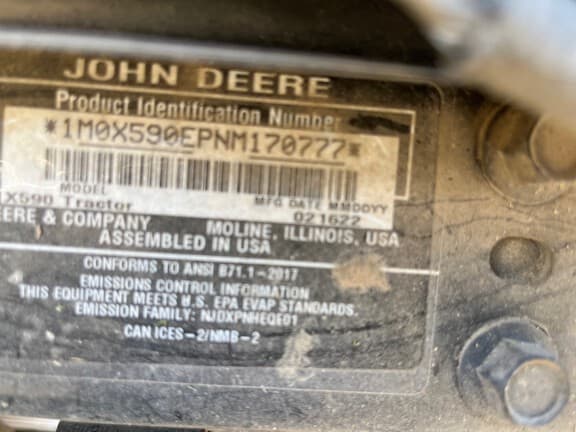 JOHN DEERE
Product Identification Number
*1M0X590EPNM170777*
MODEL MFG DATE MMDDYY
X590 Tractor 021622
EERE & COMPANY MOLINE, ILLINOIS, USA
ASSEMBLED IN USA
CONFORMS TO ANSI B71.1-2017
EMISSIONS CONTROL INFORMATION
THIS EQUIPMENT MEETS U.S. EPA EVAP STANDARDS.
EMISSION FAMILY: NJDXPNHEQE01
CAN ICES-2/NMB-2